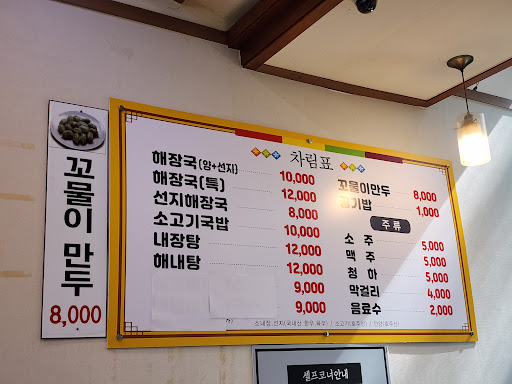 꼬물이 만두
8,000
차림표
해장국(양+선지) 10,000
해장국(특) 12,000
선지해장국 8,000
소고기국밥 10,000
내장탕 12,000
해내탕 12,000
9,000
9,000
꼬물이만두 8,000
공기밥 1,000
주 류
소 주 5,000
맥 주 5,000
청 하 5,000
막걸리 4,000
음료수 2,000
셀프코너안내